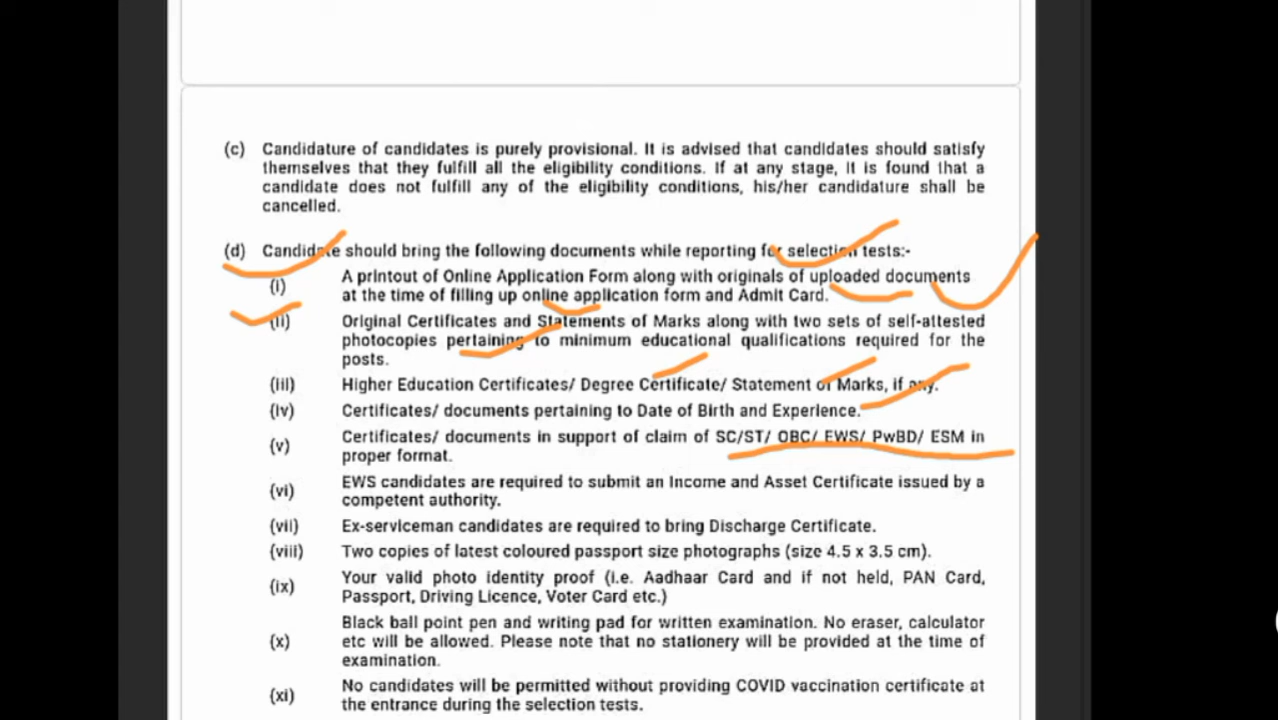 (c) Candidature of candidates is purely provisional. It is advised that candidates should satisfy
themselves that they fulfill all the eligibility conditions. If at any stage, it is found that a
candidate does not fulfill any of the eligibility conditions, his/her candidature shall be
cancelled.
(d) Candidate should bring the following documents while reporting for selection tests:-
(i) A printout of Online Application Form along with originals of uploaded documents
at the time of filling up online application form and Admit Card.
(ii) Original Certificates and Statements of Marks along with two sets of self-attested
photocopies pertaining to minimum educational qualifications required for the
posts.
(iii) Higher Education Certificates/ Degree Certificate/ Statement of Marks, if any.
(iv) Certificates/ documents pertaining to Date of Birth and Experience.
(v) Certificates/ documents in support of claim of SC/ST/ OBC/ EWS/ PwBD/ ESM in
proper format.
(vi) EWS candidates are required to submit an Income and Asset Certificate issued by a
competent authority.
(vii) Ex-serviceman candidates are required to bring Discharge Certificate.
(viii) Two copies of latest coloured passport size photographs (size 4.5 x 3.5 cm).
(ix) Your valid photo identity proof (i.e. Aadhaar Card and if not held, PAN Card,
Passport, Driving Licence, Voter Card etc.)
(x) Black ball point pen and writing pad for written examination. No eraser, calculator
etc will be allowed. Please note that no stationery will be provided at the time of
examination.
(xi) No candidates will be permitted without providing COVID vaccination certificate at
the entrance during the selection tests.